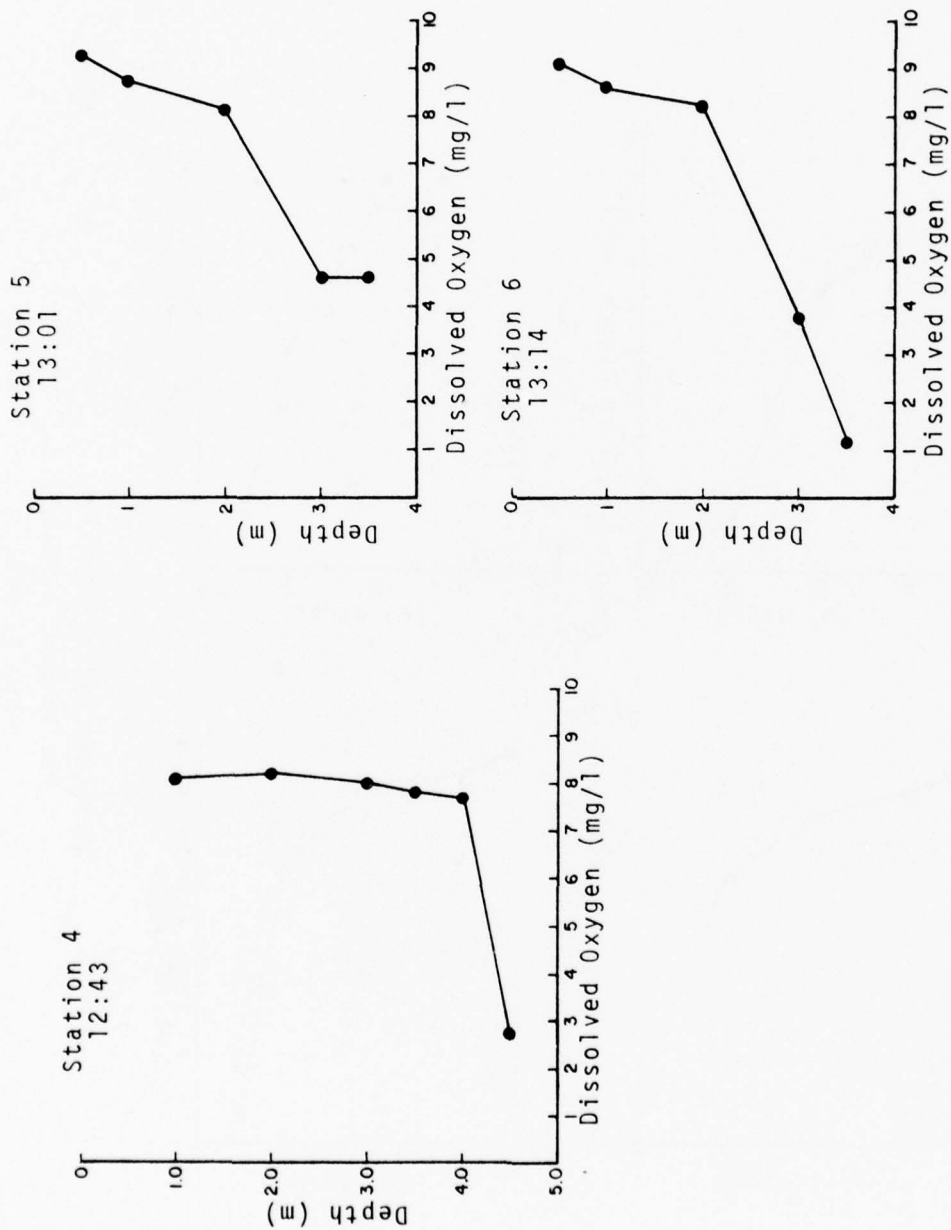 Station 4
12:43
0
1.0
2.0
3.0
4.0
5.0
Depth (m)
1 2 3 4 5 6 7 8 9 10
Dissolved Oxygen (mg/l)
Station 5
13:01
0
1
2
3
4
Depth (m)
1 2 3 4 5 6 7 8 9 10
Dissolved Oxygen (mg/l)
Station 6
13:14
0
1
2
3
4
Depth (m)
1 2 3 4 5 6 7 8 9 10
Dissolved Oxygen (mg/l)